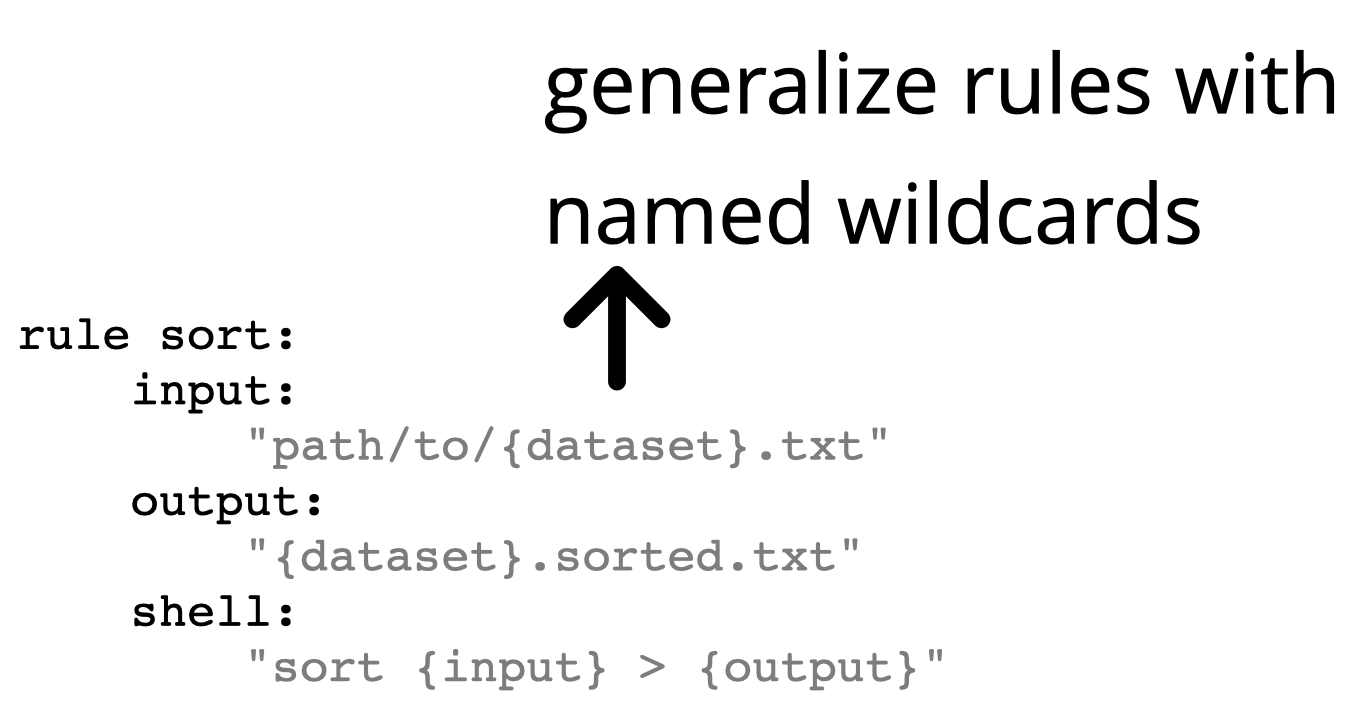 generalize rules with
named wildcards
rule sort:
    input:
        "path/to/{dataset}.txt"
    output:
        "{dataset}.sorted.txt"
    shell:
        "sort {input} > {output}"